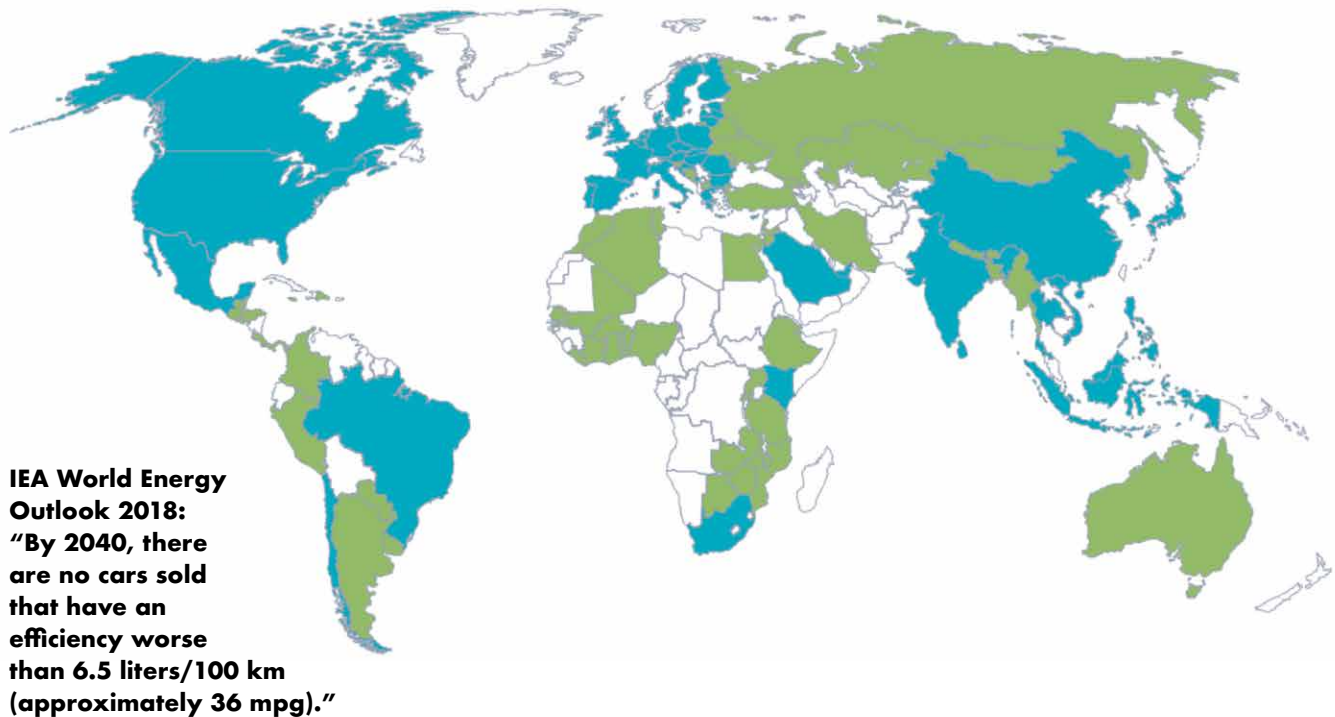 IEA World Energy
Outlook 2018:
“By 2040, there
are no cars sold
that have an
efficiency worse
than 6.5 liters/100 km
(approximately 36 mpg).”